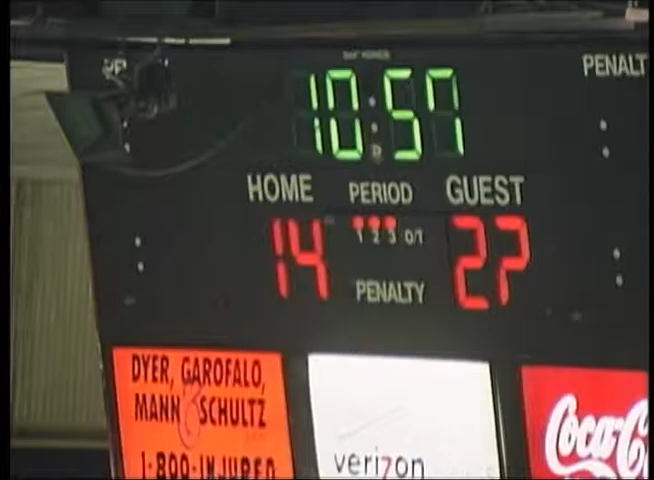 PENALT
10:57
HOME PERIOD GUEST
14 1 2 3 O/T 27
PENALTY
DYER, GAROFALO,
MANN & SCHULTZ
1-800-INJURED
verizon
Coca-C